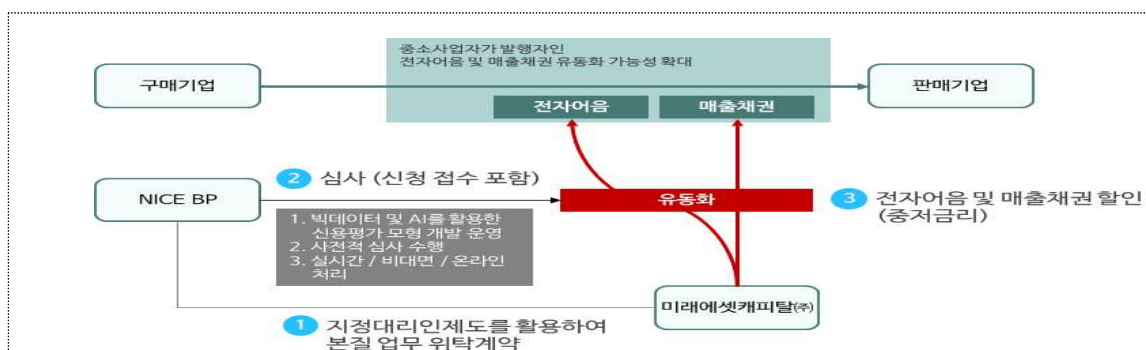 중소사업자가 발행자인
전자어음 및 매출채권 유동화 가능성 확대
구매기업
판매기업
전자어음
매출채권
2 심사 (신청 접수 포함)
NICE BP
유동화
3 전자어음 및 매출채권 할인
(중저금리)
1. 빅데이터 및 AI를 활용한
신용평가 모형 개발 운영
2. 사전적 심사 수행
3. 실시간 / 비대면 / 온라인
처리
미래에셋캐피탈㈜
1 지정대리인제도를 활용하여
본질 업무 위탁계약